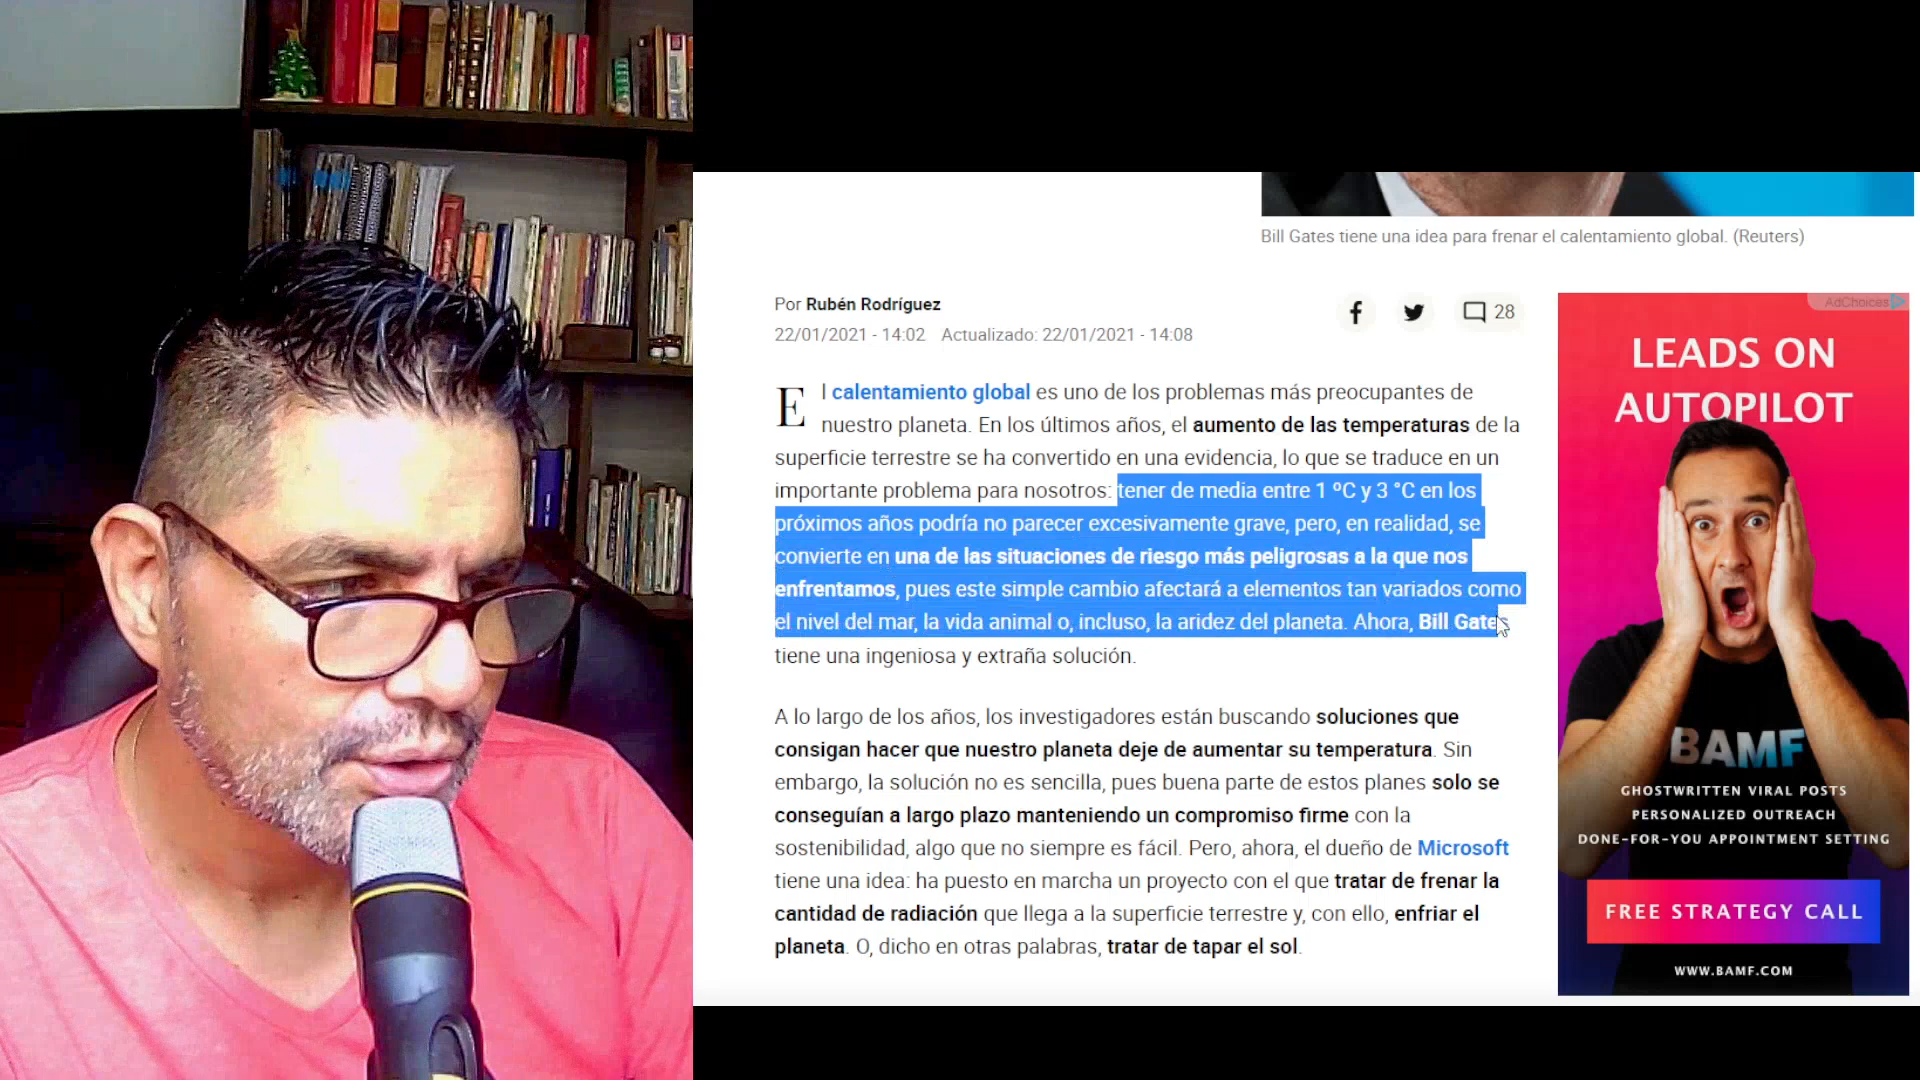 Bill Gates tiene una idea para frenar el calentamiento global. (Reuters)
Por Rubén Rodríguez
22/01/2021 - 14:02 Actualizado: 22/01/2021 - 14:08
28
El calentamiento global es uno de los problemas más preocupantes de
nuestro planeta. En los últimos años, el aumento de las temperaturas de la
superficie terrestre se ha convertido en una evidencia, lo que se traduce en un
importante problema para nosotros: tener de media entre 1 ºC y 3 °C en los
próximos años podría no parecer excesivamente grave, pero, en realidad, se
convierte en una de las situaciones de riesgo más peligrosas a la que nos
enfrentamos, pues este simple cambio afectará a elementos tan variados como
el nivel del mar, la vida animal o, incluso, la aridez del planeta. Ahora, Bill Gates
tiene una ingeniosa y extraña solución.
A lo largo de los años, los investigadores están buscando soluciones que
consigan hacer que nuestro planeta deje de aumentar su temperatura. Sin
embargo, la solución no es sencilla, pues buena parte de estos planes solo se
conseguían a largo plazo manteniendo un compromiso firme con la
sostenibilidad, algo que no siempre es fácil. Pero, ahora, el dueño de Microsoft
tiene una idea: ha puesto en marcha un proyecto con el que tratar de frenar la
cantidad de radiación que llega a la superficie terrestre y, con ello, enfriar el
planeta. O, dicho en otras palabras, tratar de tapar el sol.
AdChoices
LEADS ON
AUTOPILOT
BAMF
GHOSTWRITTEN VIRAL POSTS
PERSONALIZED OUTREACH
DONE-FOR-YOU APPOINTMENT SETTING
FREE STRATEGY CALL
WWW.BAMF.COM